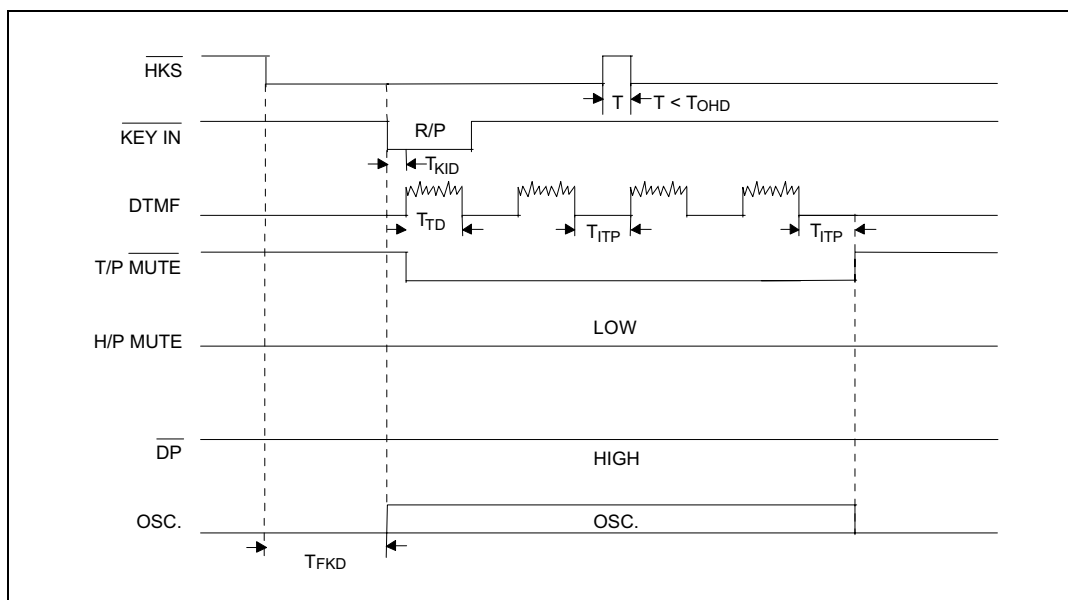 HKS
T T < TOHD
KEY IN R/P
TKID
DTMF
TTD TITP TITP
T/P MUTE
LOW
H/P MUTE
DP
HIGH
OSC. OSC.
TFKD